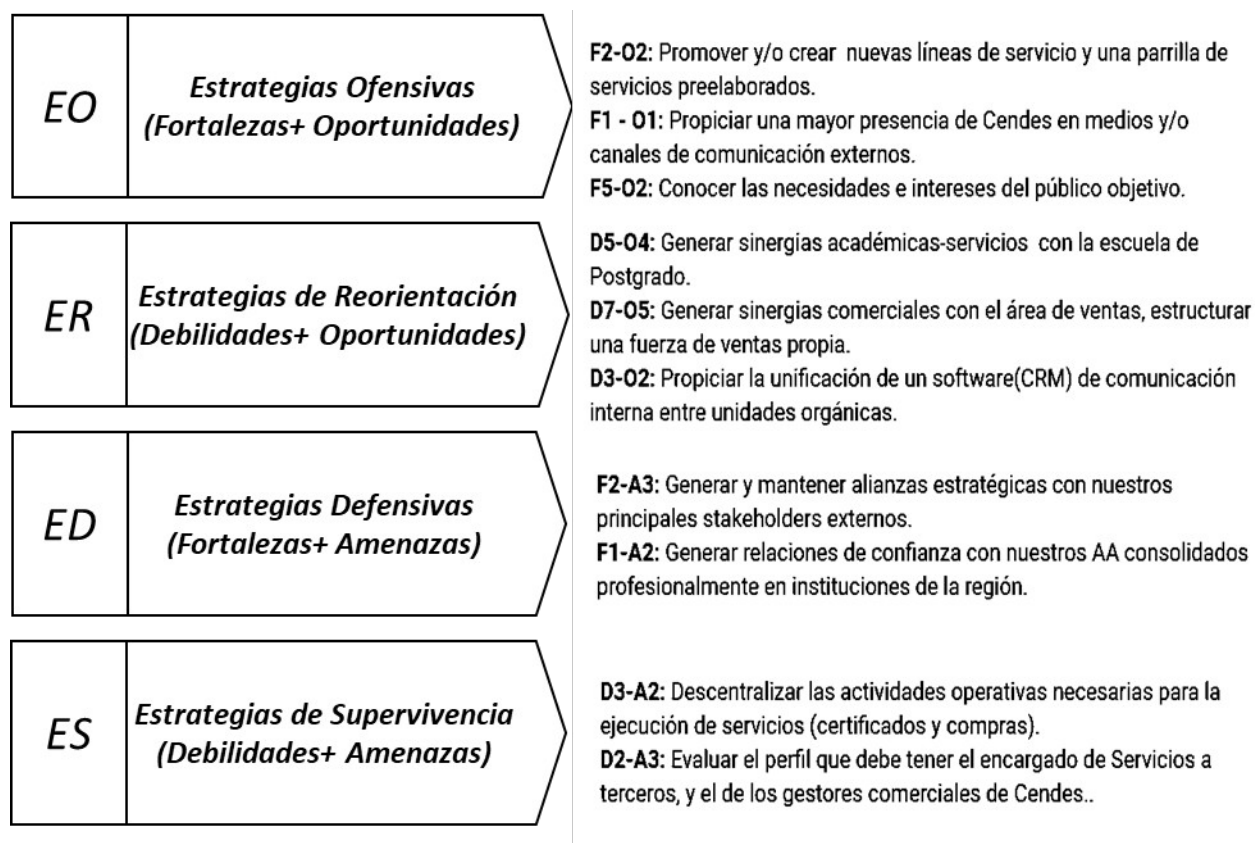 EO
Estrategias Ofensivas
(Fortalezas+ Oportunidades)
F2-O2: Promover y/o crear nuevas líneas de servicio y una parrilla de
servicios preelaborados.
F1 - O1: Propiciar una mayor presencia de Cendes en medios y/o
canales de comunicación externos.
F5-O2: Conocer las necesidades e intereses del público objetivo.
ER
Estrategias de Reorientación
(Debilidades+ Oportunidades)
D5-O4: Generar sinergias académicas-servicios con la escuela de
Postgrado.
D7-O5: Generar sinergias comerciales con el área de ventas, estructurar
una fuerza de ventas propia.
D3-O2: Propiciar la unificación de un software(CRM) de comunicación
interna entre unidades orgánicas.
ED
Estrategias Defensivas
(Fortalezas+ Amenazas)
F2-A3: Generar y mantener alianzas estratégicas con nuestros
principales stakeholders externos.
F1-A2: Generar relaciones de confianza con nuestros AA consolidados
profesionalmente en instituciones de la región.
ES
Estrategias de Supervivencia
(Debilidades+ Amenazas)
D3-A2: Descentralizar las actividades operativas necesarias para la
ejecución de servicios (certificados y compras).
D2-A3: Evaluar el perfil que debe tener el encargado de Servicios a
terceros, y el de los gestores comerciales de Cendes..